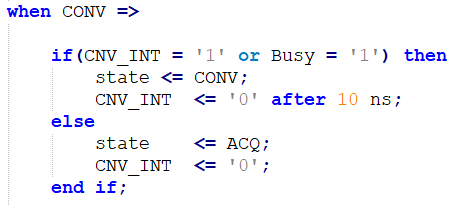 when CONV =>
if(CNV_INT = '1' or Busy = '1') then
state <= CONV;
CNV_INT <= '0' after 10 ns;
else
state <= ACQ;
CNV_INT <= '0';
end if;